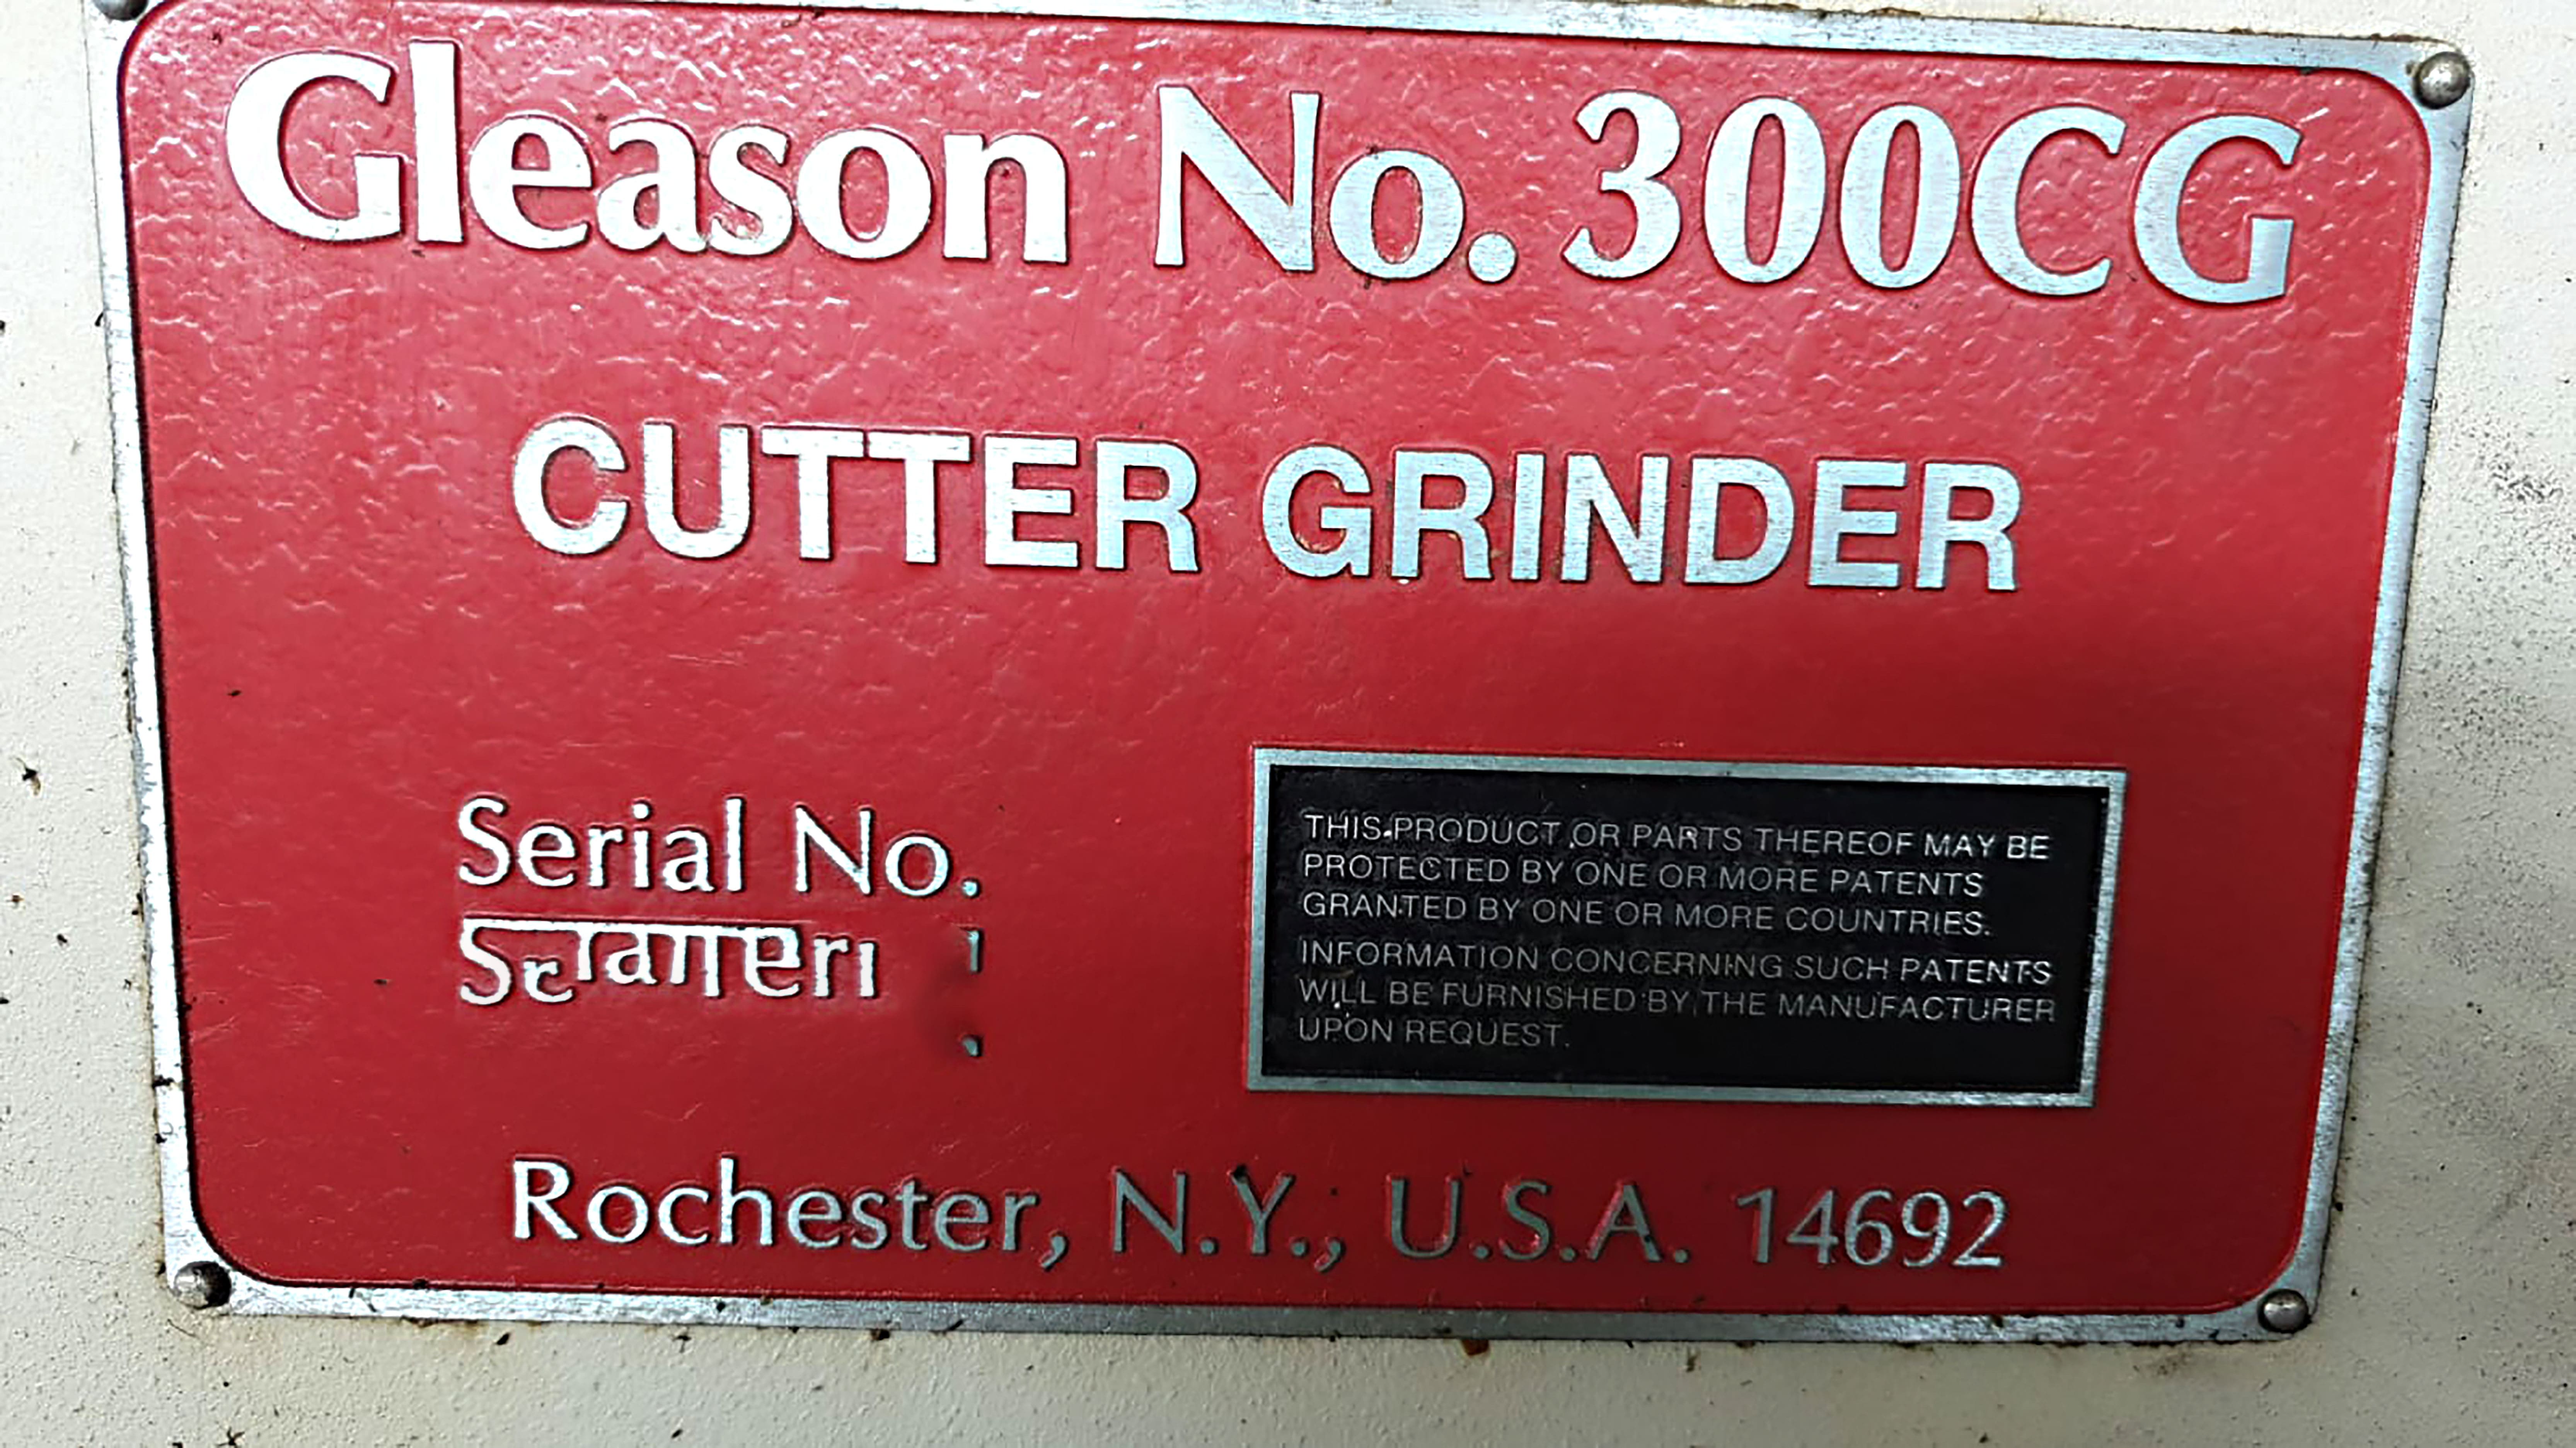 Gleason No. 300CG
CUTTER GRINDER
Serial No.
THIS PRODUCT OR PARTS THEREOF MAY BE
PROTECTED BY ONE OR MORE PATENTS
GRANTED BY ONE OR MORE COUNTRIES.
INFORMATION CONCERNING SUCH PATENTS
WILL BE FURNISHED BY THE MANUFACTURER
UPON REQUEST.
Rochester, N.Y., U.S.A. 14692